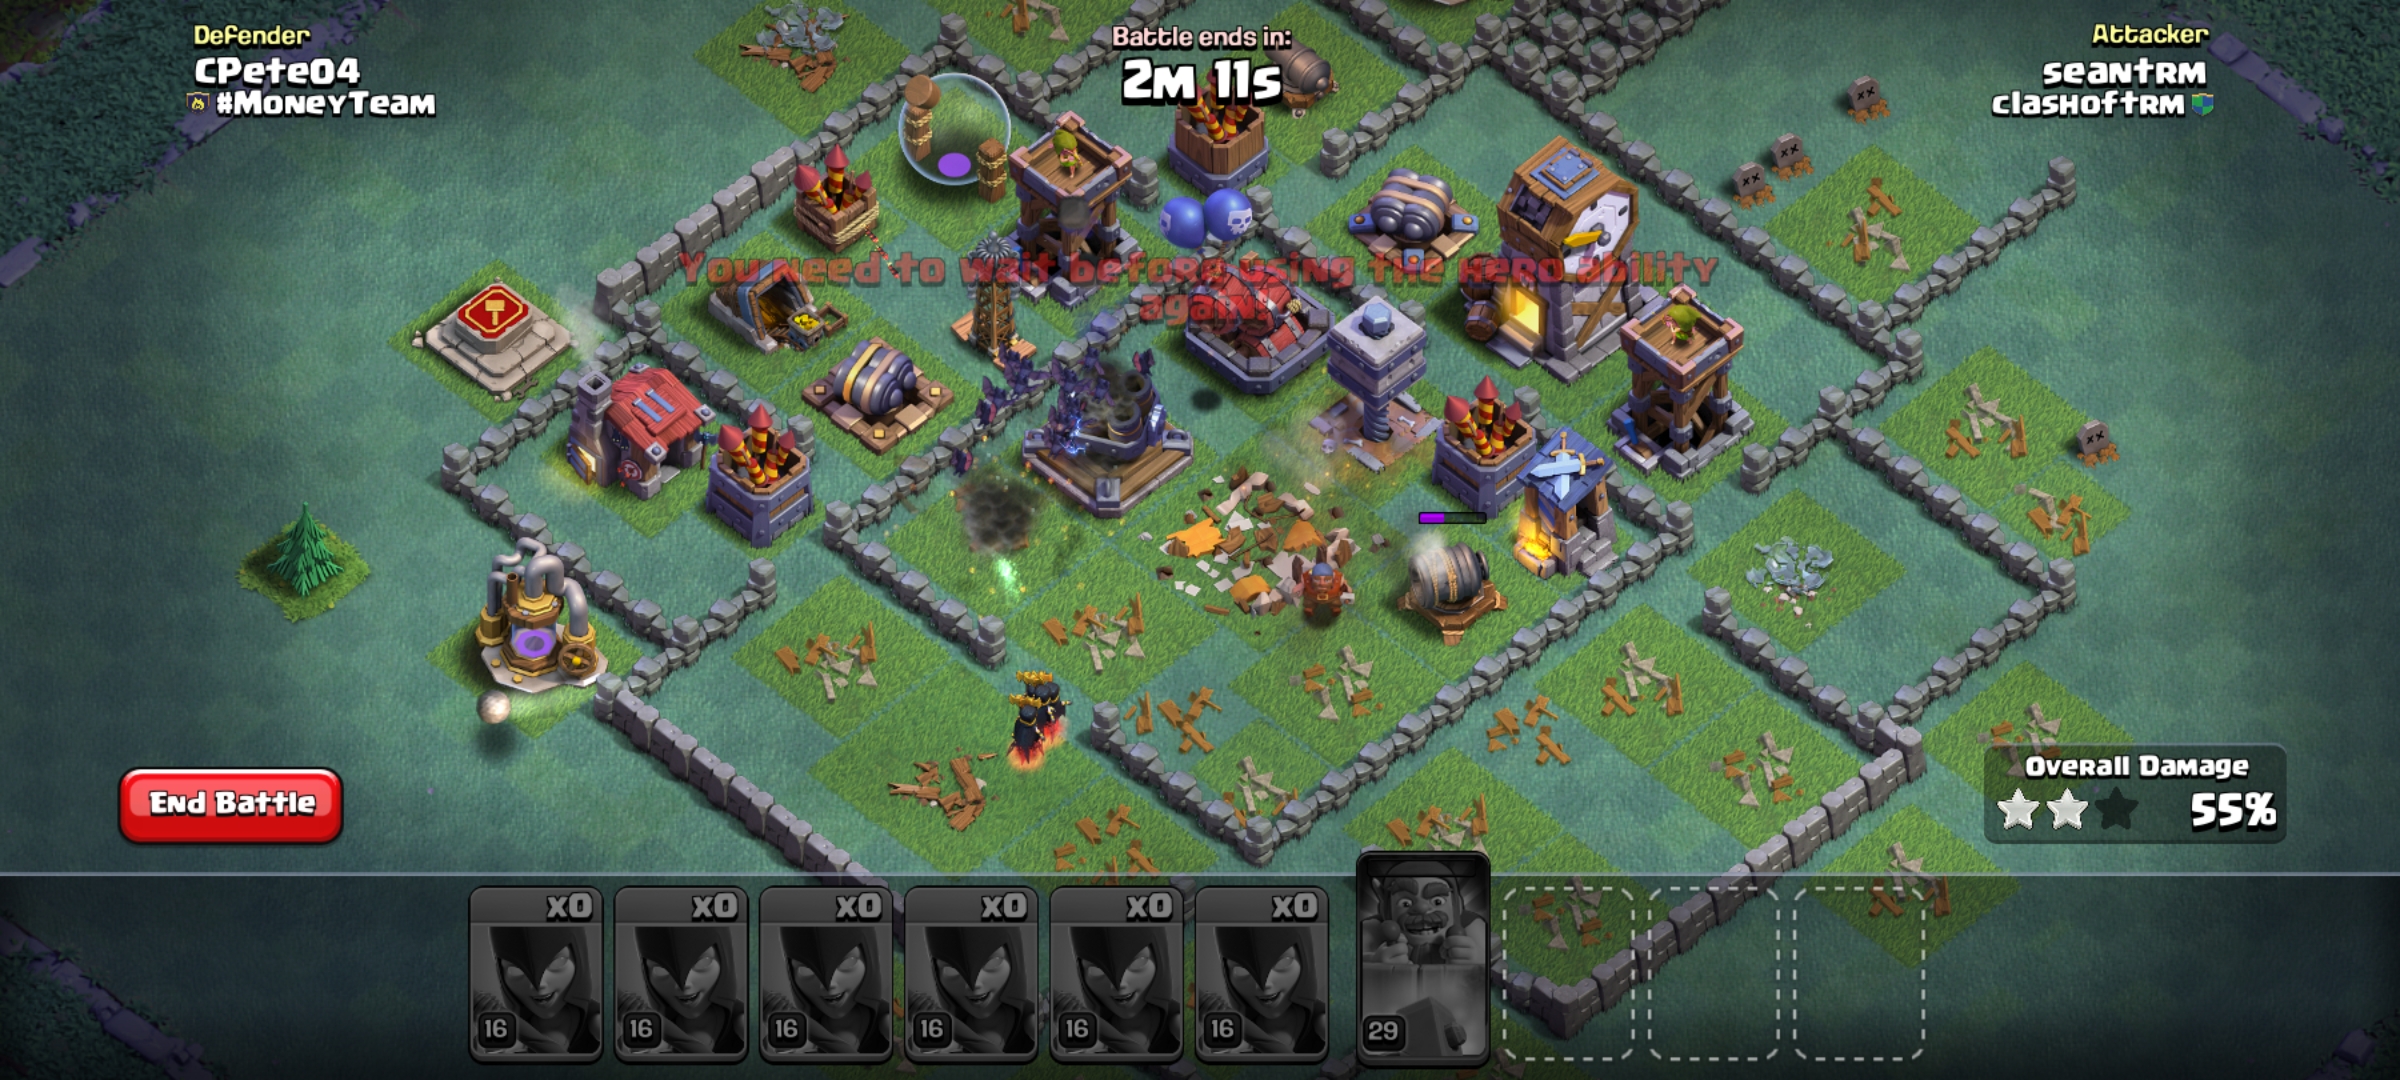 Defender
CPete04
#MoneyTeam
Battle ends in:
2M 11s
Attacker
seantRM
clashoftRM
You need to wait before using the hero ability
again!
End Battle
Overall Damage
55%
x0
x0
x0
x0
x0
x0
16
16
16
16
16
16
29